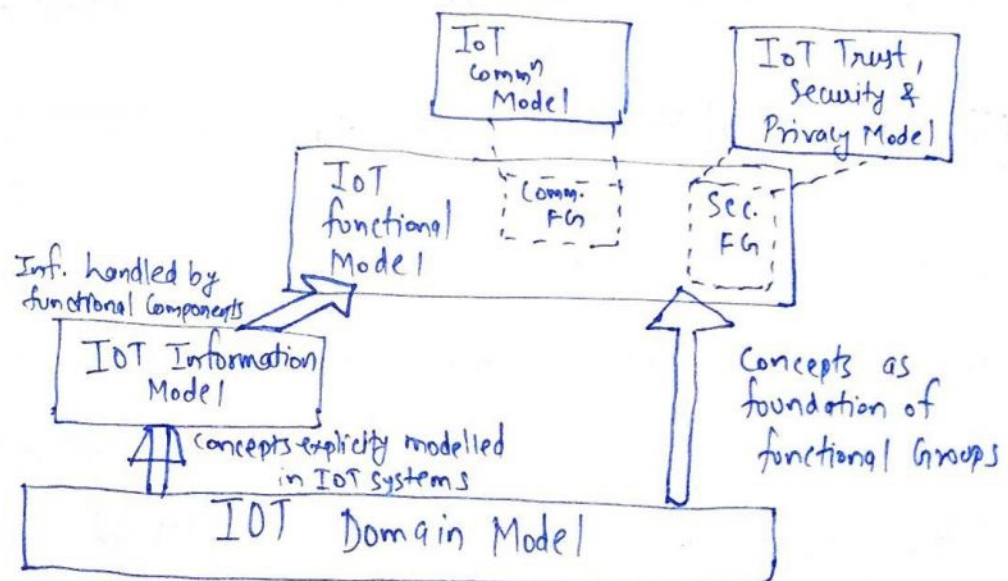 IoT
Commⁿ
Model
IoT Trust,
Security &
Privacy Model
IoT
functional
Model
Comm.
FG
Sec.
FG
Inf. handled by
functional Components
IOT Information
Model
Concepts explicity modelled
in IOT systems
Concepts as
foundation of
functional Groups
IOT Domain Model